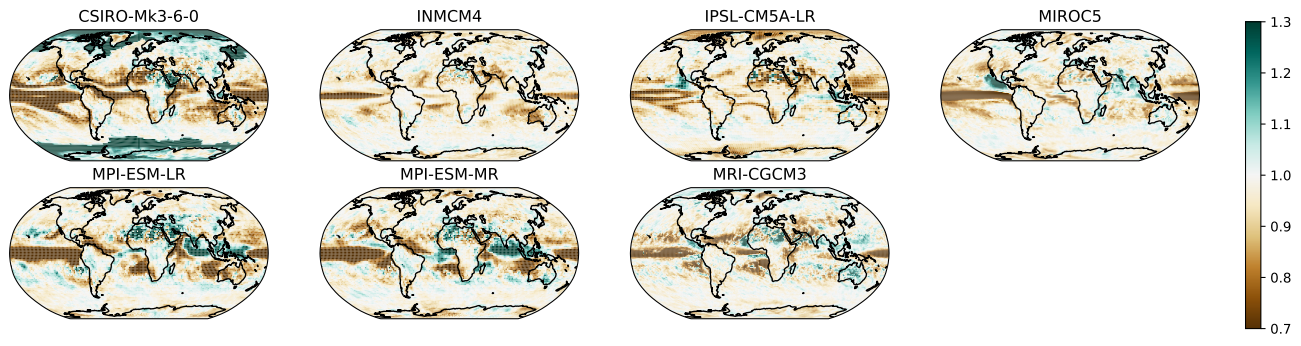 CSIRO-Mk3-6-0
INMCM4
IPSL-CM5A-LR
MIROC5
MPI-ESM-LR
MPI-ESM-MR
MRI-CGCM3
1.3
1.2
1.1
1.0
0.9
0.8
0.7